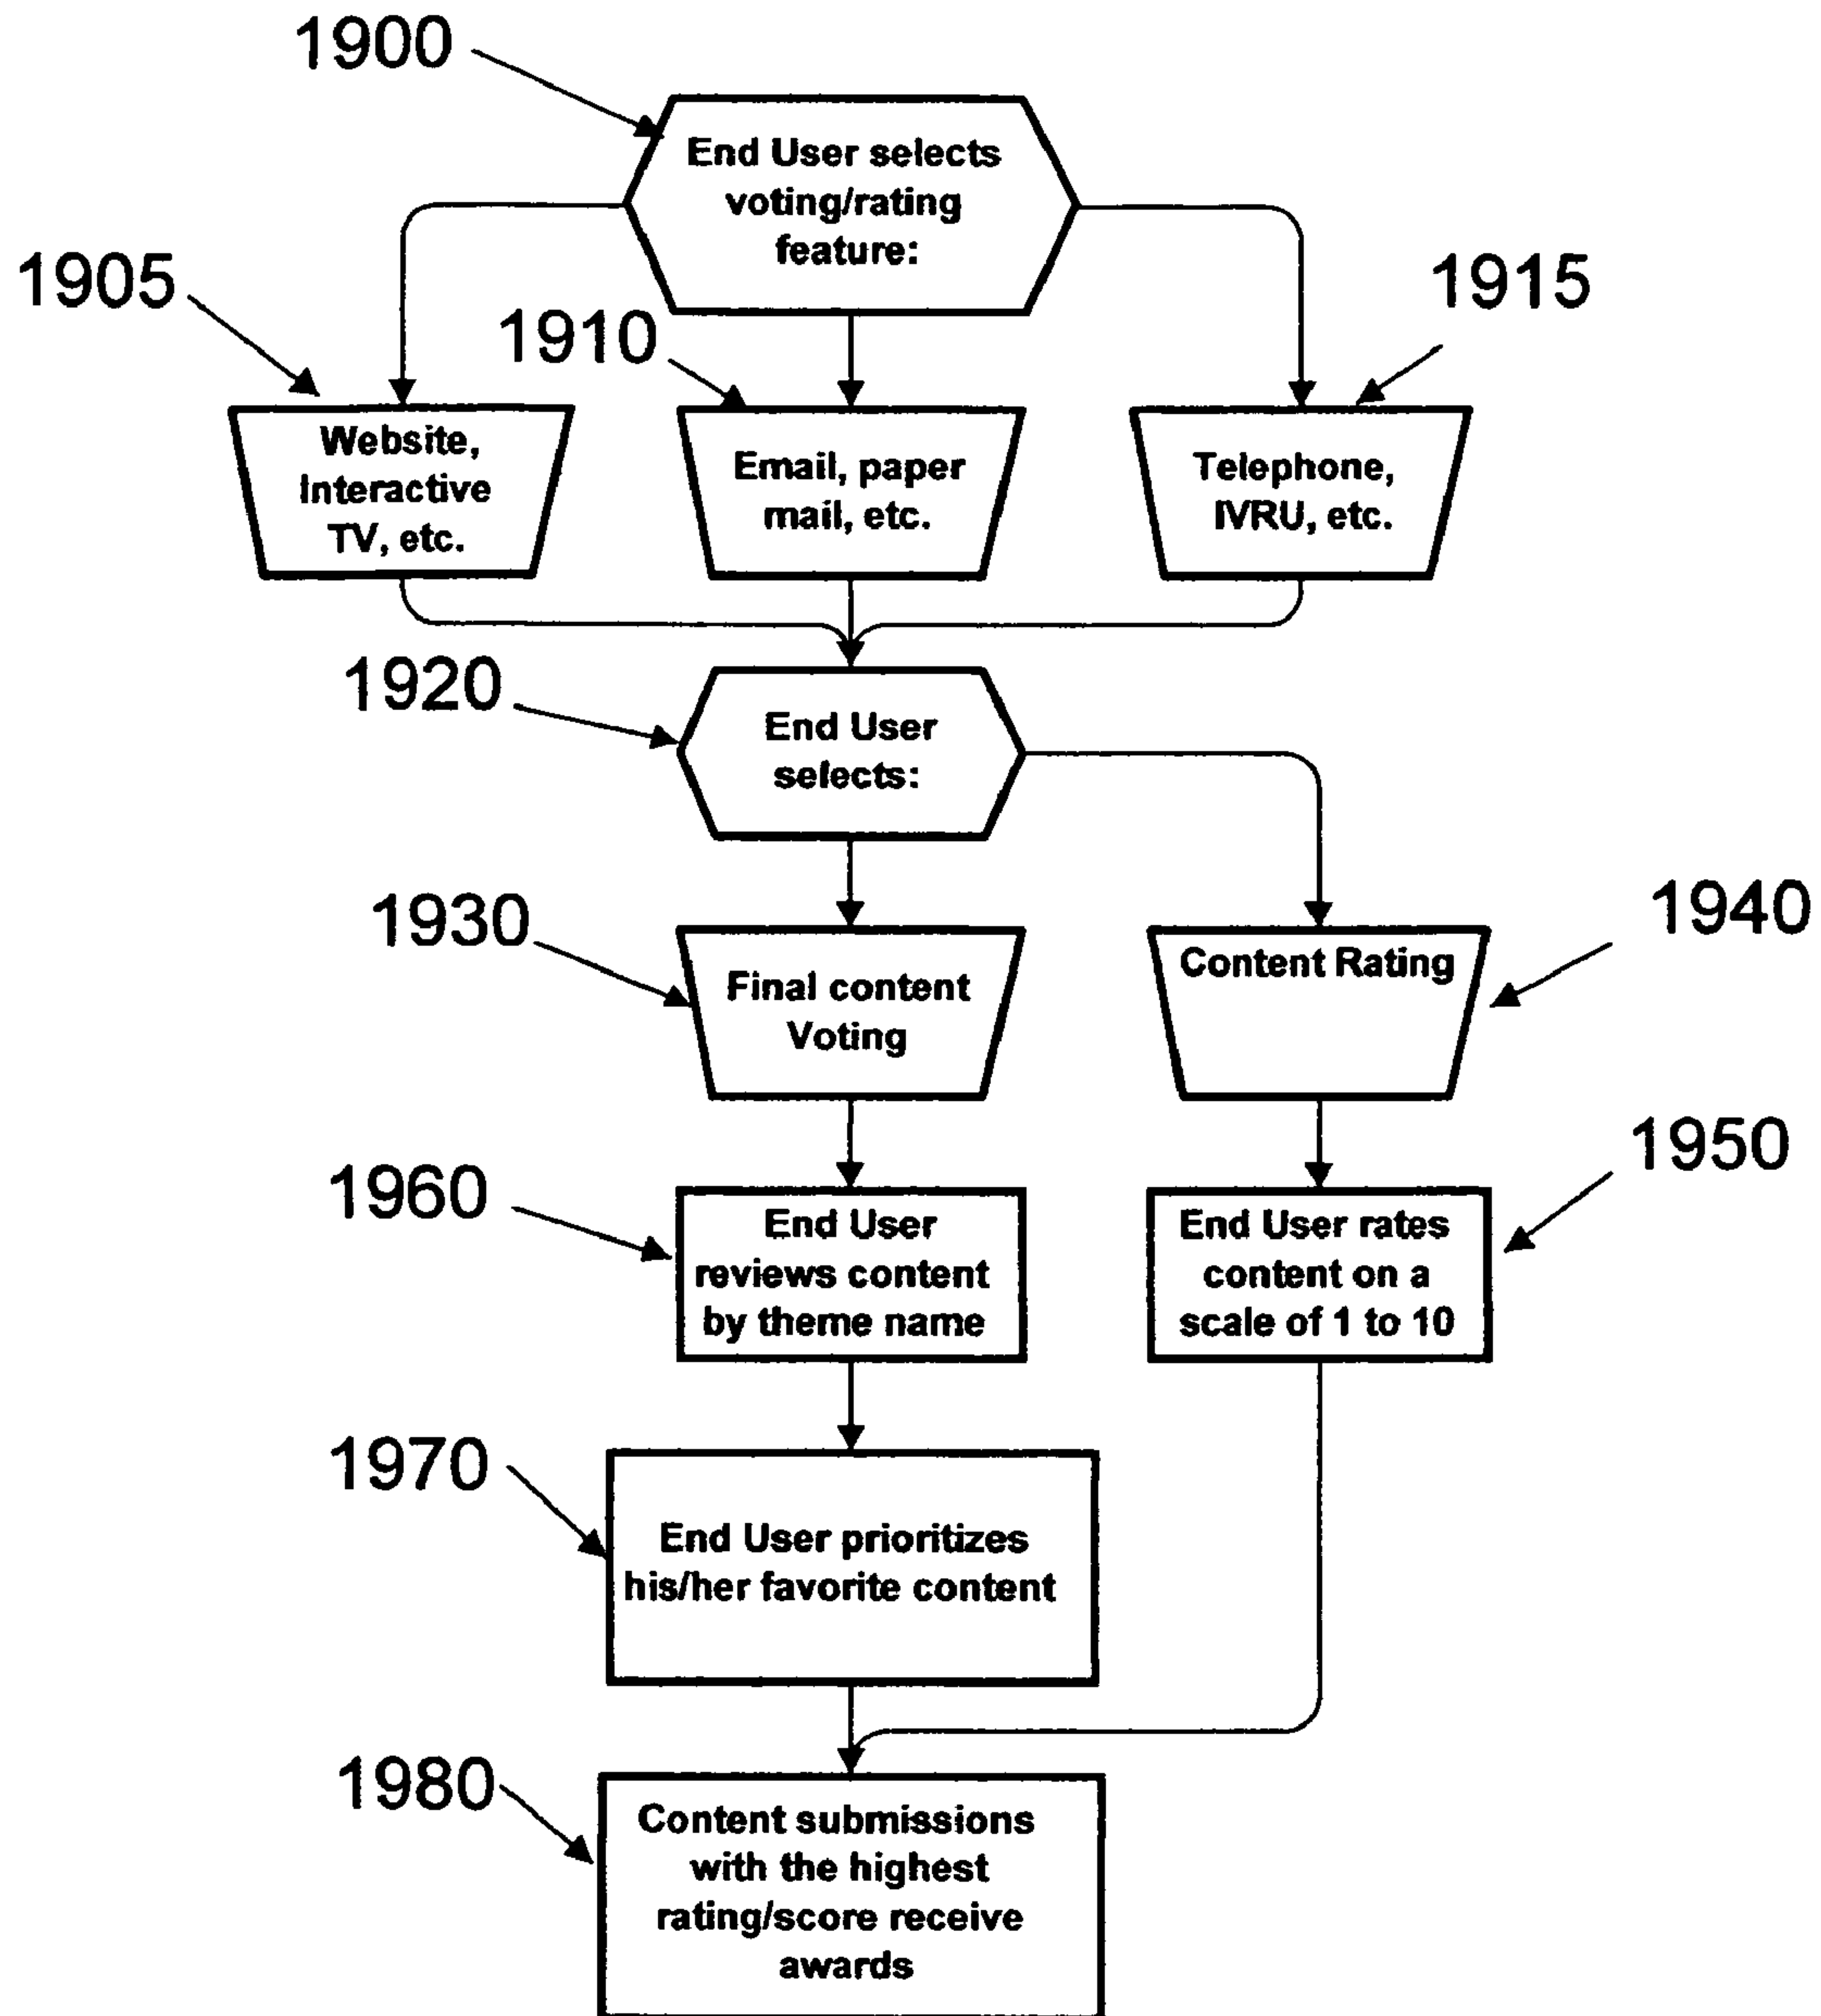 1900
End User selects
voting/rating
feature:
1905
1910
1915
Website,
Interactive
TV, etc.
Email, paper
mail, etc.
Telephone,
IVRU, etc.
1920
End User
selects:
1930
1940
Final content
Voting
Content Rating
1960
1950
End User
reviews content
by theme name
End User rates
content on a
scale of 1 to 10
1970
End User prioritizes
his/her favorite content
1980
Content submissions
with the highest
rating/score receive
awards